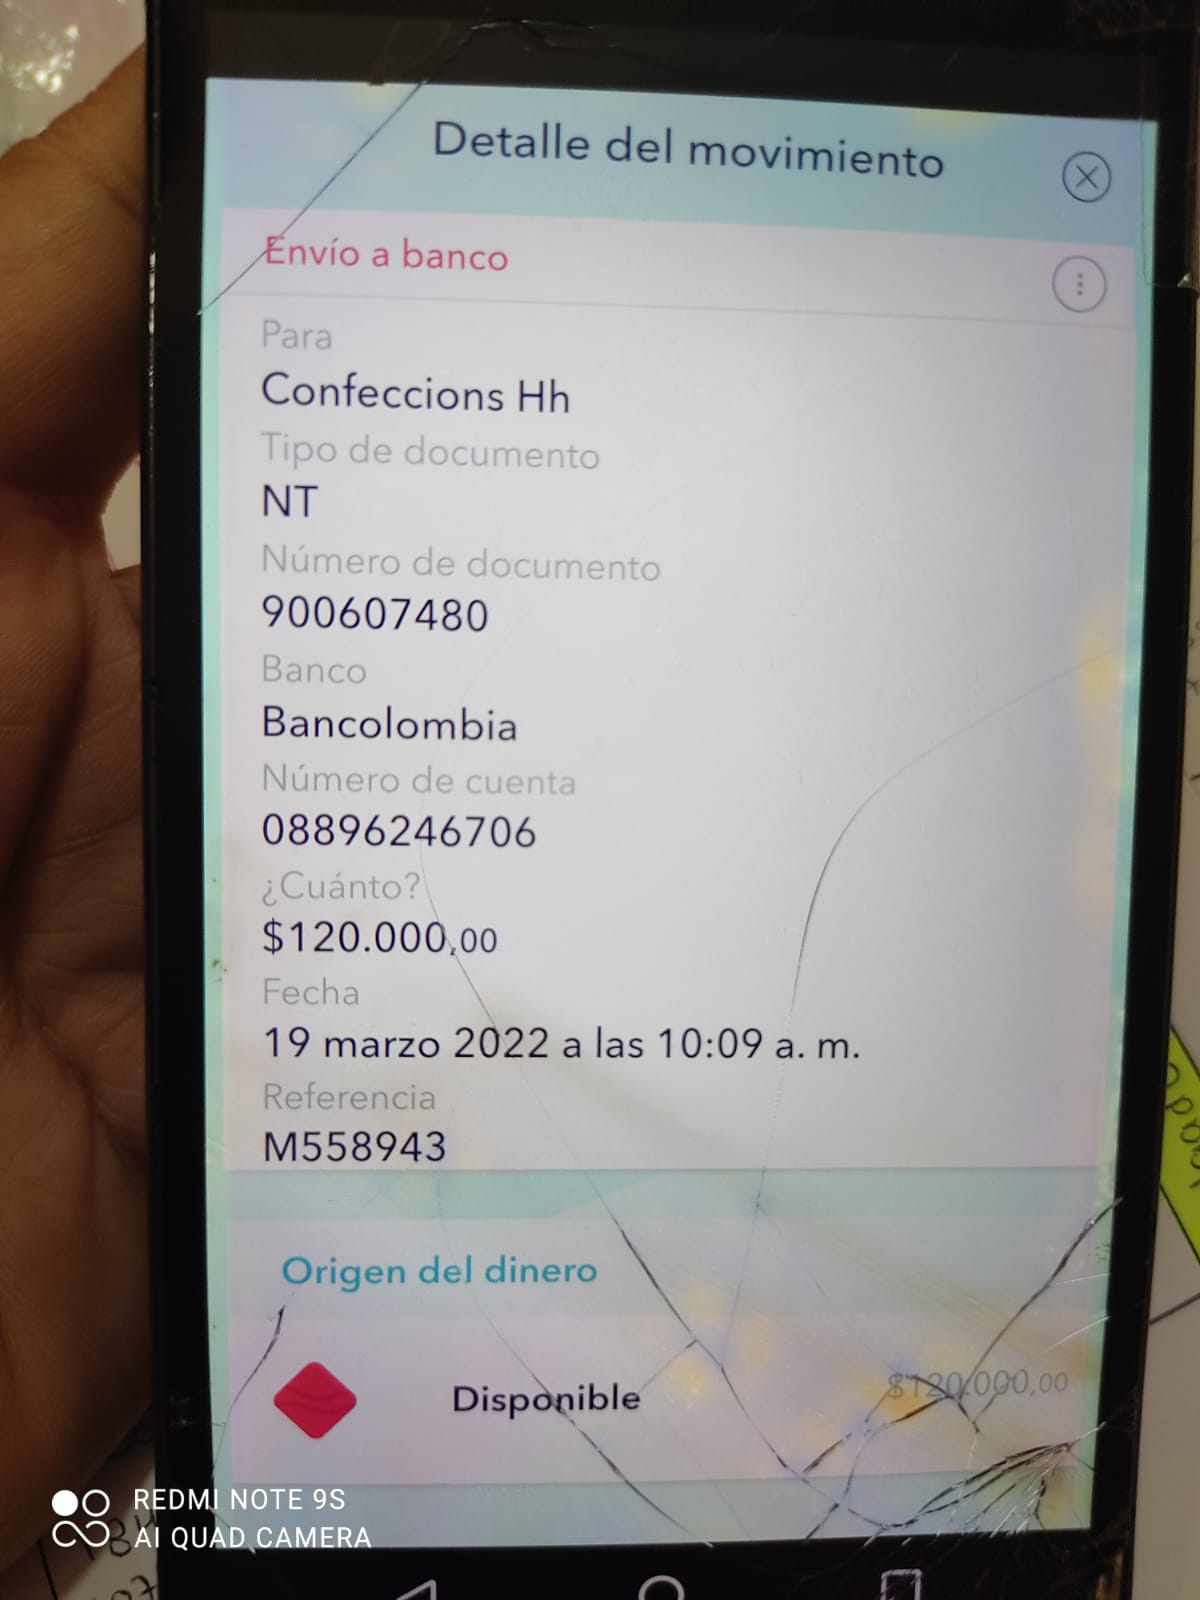 Detalle del movimiento
Envío a banco
Para
Confeccions Hh
Tipo de documento
NT
Número de documento
900607480
Banco
Bancolombia
Número de cuenta
08896246706
¿Cuánto?
$120.000,00
Fecha
19 marzo 2022 a las 10:09 a. m.
Referencia
M558943
Origen del dinero
Disponible
$120.000,00
REDMI NOTE 9S
AI QUAD CAMERA